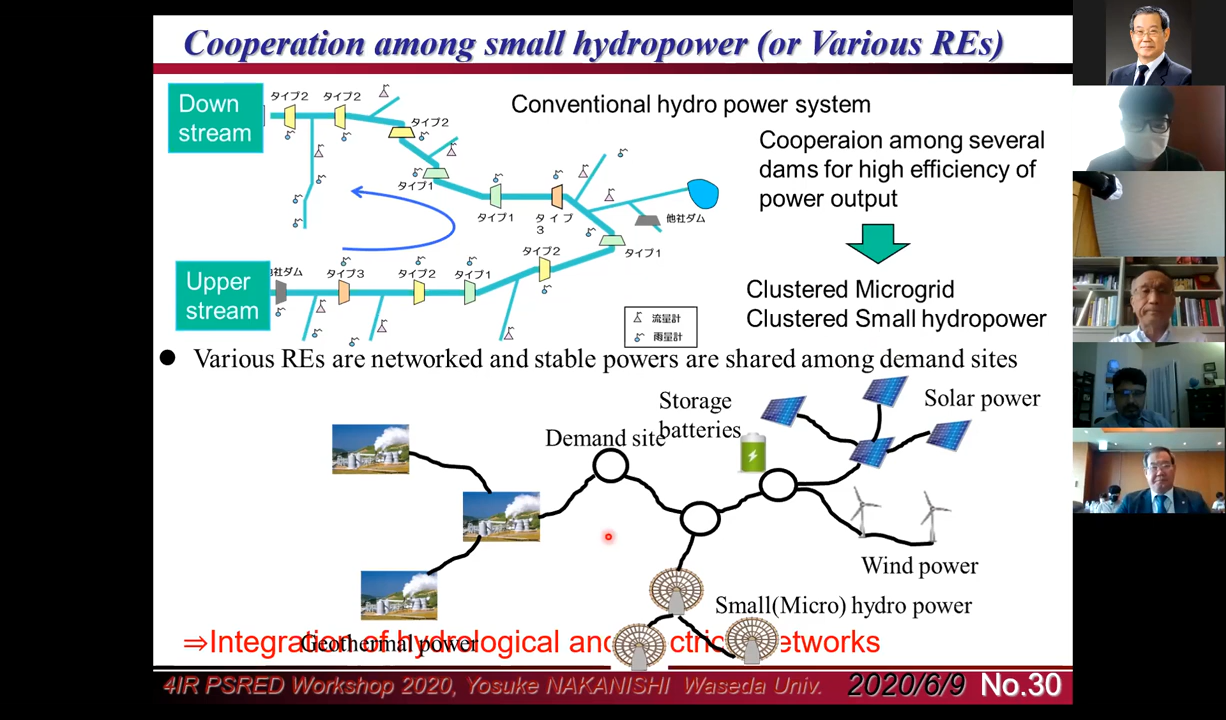 Cooperation among small hydropower (or Various REs)
Down
stream
タイプ2
タイプ2
タイプ2
タイプ1
タイプ1
タイプ
3
他社ダム
タイプ1
タイプ2
Conventional hydro power system
Cooperaion among several
dams for high efficiency of
power output
Upper
stream
社ダム
タイプ3
タイプ2
タイプ1
流量計
雨量計
Clustered Microgrid
Clustered Small hydropower
Various REs are networked and stable powers are shared among demand sites
Demand site
Storage
batteries
Solar power
Wind power
Small(Micro) hydro power
Geothermal power
⇒Integration of hydrological and networks
4IR PSRED Workshop 2020, Yosuke NAKANISHI Waseda Univ.
2020/6/9
No.30